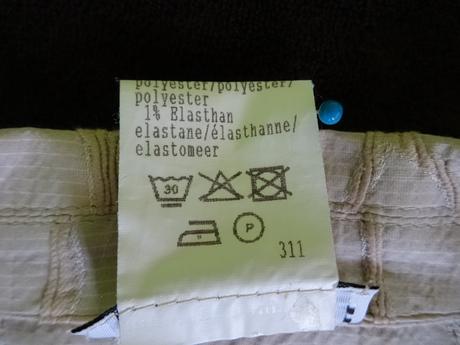 polyester/polyester/
polyester
1% Elasthan
elastane/élasthanne/
elastomeer
30
P
311